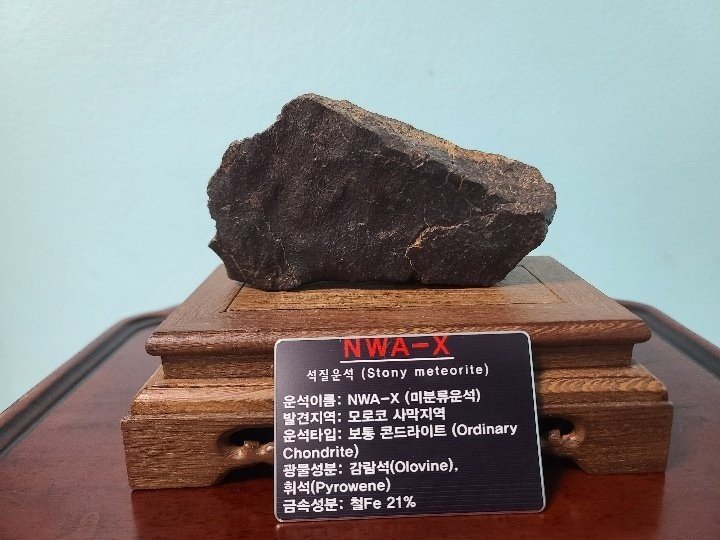 NWA-X
석질운석 (Stony meteorite)
운석이름: NWA-X (미분류운석)
발견지역: 모로코 사막지역
운석타입: 보통 콘드라이트 (Ordinary
Chondrite)
광물성분: 감람석(Olovine),
휘석(Pyrowene)
금속성분: 철Fe 21%